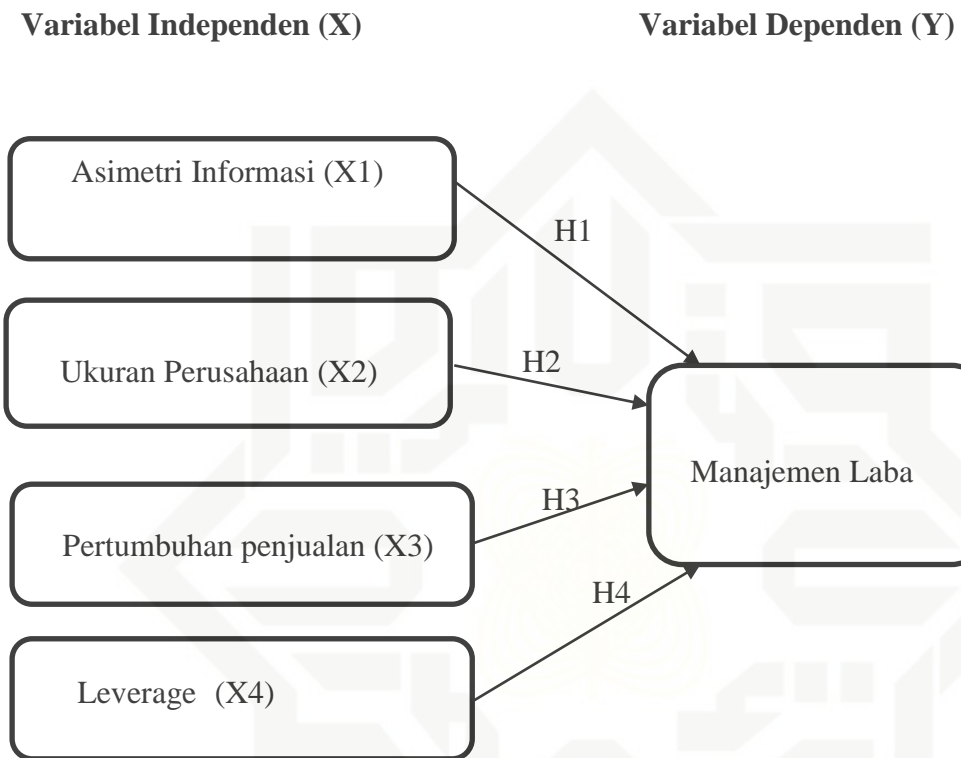 Variabel Independen (X)
Variabel Dependen (Y)
Asimetri Informasi (X1)
H1
Ukuran Perusahaan (X2)
H2
Manajemen Laba
H3
Pertumbuhan penjualan (X3)
H4
Leverage (X4)